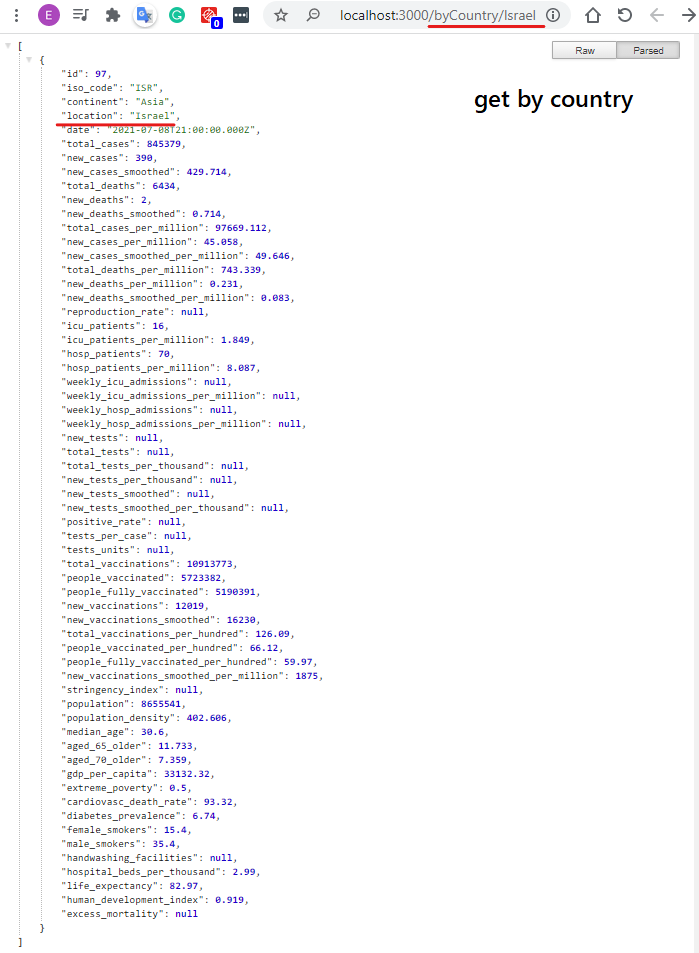 E
0
localhost:3000/byCountry/Israel
Raw Parsed
get by country
[
{
"id": 97,
"iso_code": "ISR",
"continent": "Asia",
"location": "Israel",
"date": "2021-07-08T21:00:00.000Z",
"total_cases": 845379,
"new_cases": 390,
"new_cases_smoothed": 429.714,
"total_deaths": 6434,
"new_deaths": 2,
"new_deaths_smoothed": 0.714,
"total_cases_per_million": 97669.112,
"new_cases_per_million": 45.058,
"new_cases_smoothed_per_million": 49.646,
"total_deaths_per_million": 743.339,
"new_deaths_per_million": 0.231,
"new_deaths_smoothed_per_million": 0.083,
"reproduction_rate": null,
"icu_patients": 16,
"icu_patients_per_million": 1.849,
"hosp_patients": 70,
"hosp_patients_per_million": 8.087,
"weekly_icu_admissions": null,
"weekly_icu_admissions_per_million": null,
"weekly_hosp_admissions": null,
"weekly_hosp_admissions_per_million": null,
"new_tests": null,
"total_tests": null,
"total_tests_per_thousand": null,
"new_tests_per_thousand": null,
"new_tests_smoothed": null,
"new_tests_smoothed_per_thousand": null,
"positive_rate": null,
"tests_per_case": null,
"tests_units": null,
"total_vaccinations": 10913773,
"people_vaccinated": 5723382,
"people_fully_vaccinated": 5190391,
"new_vaccinations": 12019,
"new_vaccinations_smoothed": 16230,
"total_vaccinations_per_hundred": 126.09,
"people_vaccinated_per_hundred": 66.12,
"people_fully_vaccinated_per_hundred": 59.97,
"new_vaccinations_smoothed_per_million": 1875,
"stringency_index": null,
"population": 8655541,
"population_density": 402.606,
"median_age": 30.6,
"aged_65_older": 11.733,
"aged_70_older": 7.359,
"gdp_per_capita": 33132.32,
"extreme_poverty": 0.5,
"cardiovasc_death_rate": 93.32,
"diabetes_prevalence": 6.74,
"female_smokers": 15.4,
"male_smokers": 35.4,
"handwashing_facilities": null,
"hospital_beds_per_thousand": 2.99,
"life_expectancy": 82.97,
"human_development_index": 0.919,
"excess_mortality": null
}
]